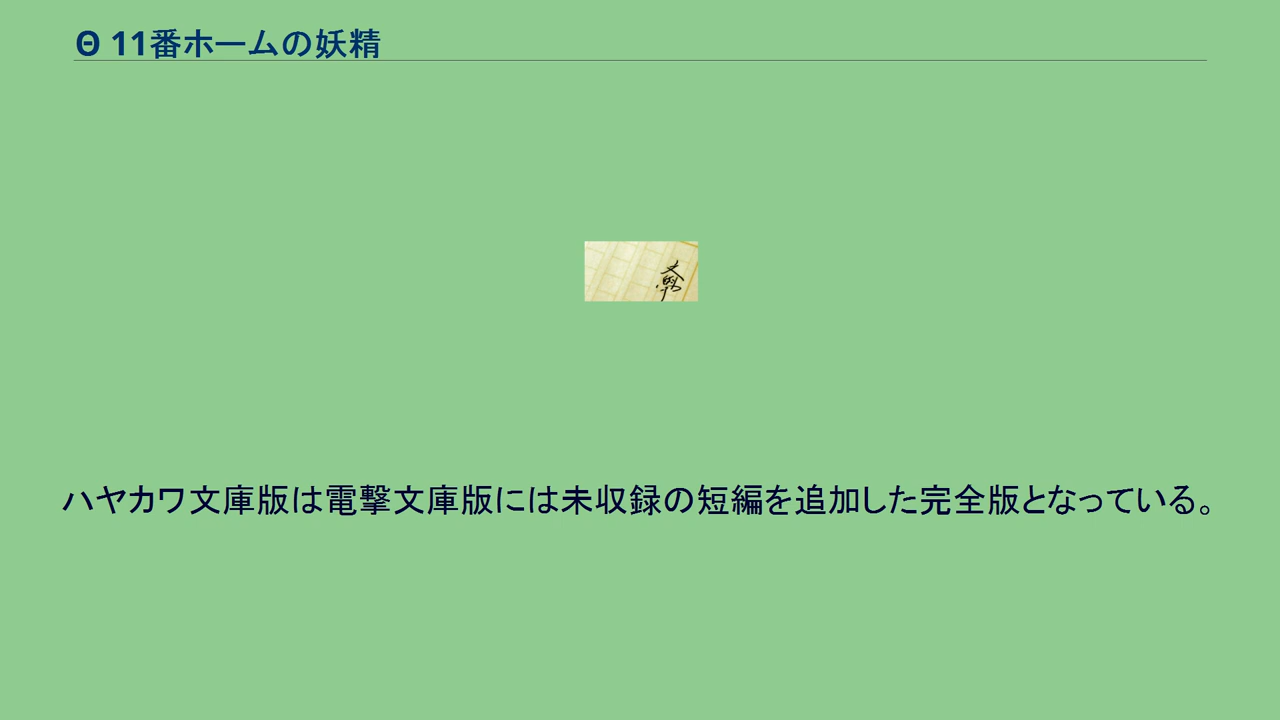 Θ 11番ホームの妖精
ハヤカワ文庫版は電撃文庫版には未収録の短編を追加した完全版となっている。